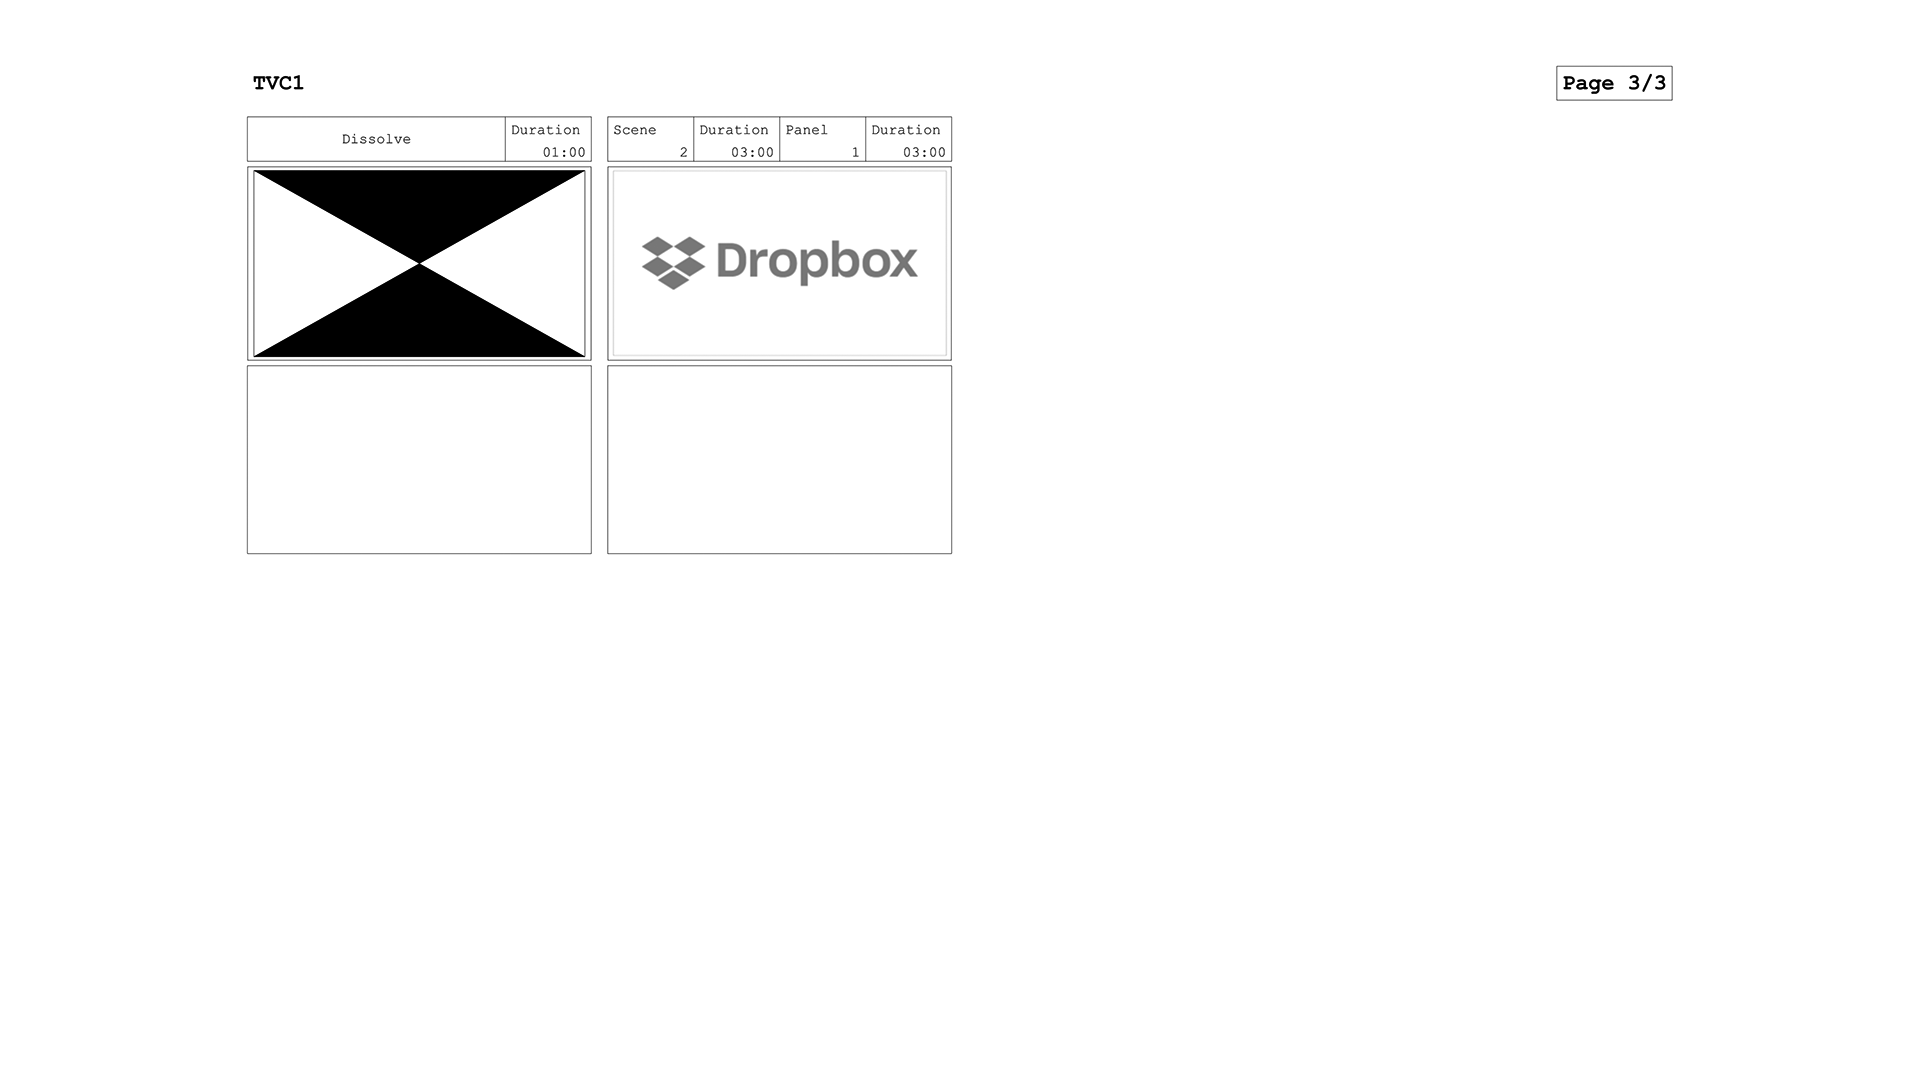 TVC1
Page 3/3
Dissolve
Duration
01:00
Scene
2
Duration
03:00
Panel
1
Duration
03:00
Dropbox